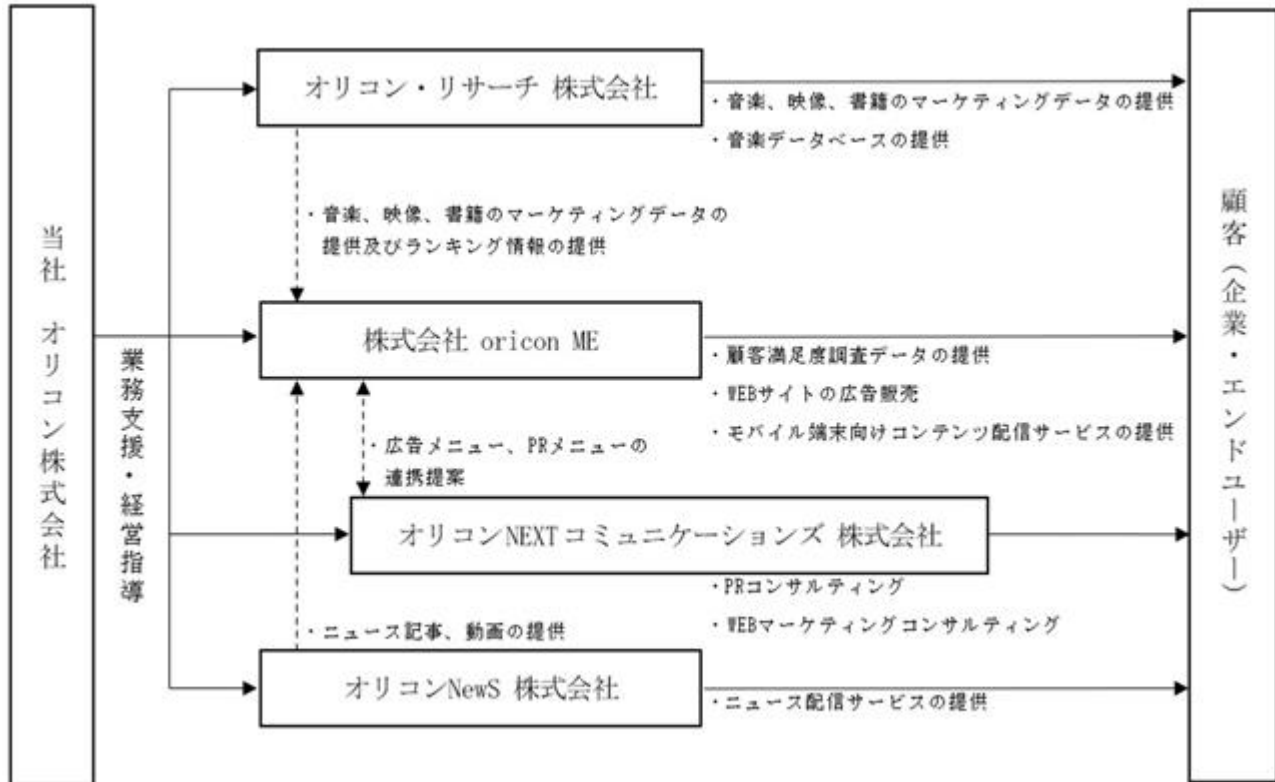 当社 オリコン株式会社
業務支援・経営指導
オリコン・リサーチ 株式会社
・音楽、映像、書籍のマーケティングデータの提供
・音楽データベースの提供
・音楽、映像、書籍のマーケティングデータの
提供及びランキング情報の提供
株式会社 oricon ME
・顧客満足度調査データの提供
・WEBサイトの広告販売
・モバイル端末向けコンテンツ配信サービスの提供
・広告メニュー、PRメニューの
連携提案
オリコンNEXTコミュニケーションズ 株式会社
・PRコンサルティング
・WEBマーケティングコンサルティング
・ニュース記事、動画の提供
オリコンNewS 株式会社
・ニュース配信サービスの提供
顧客(企業・エンドユーザー)